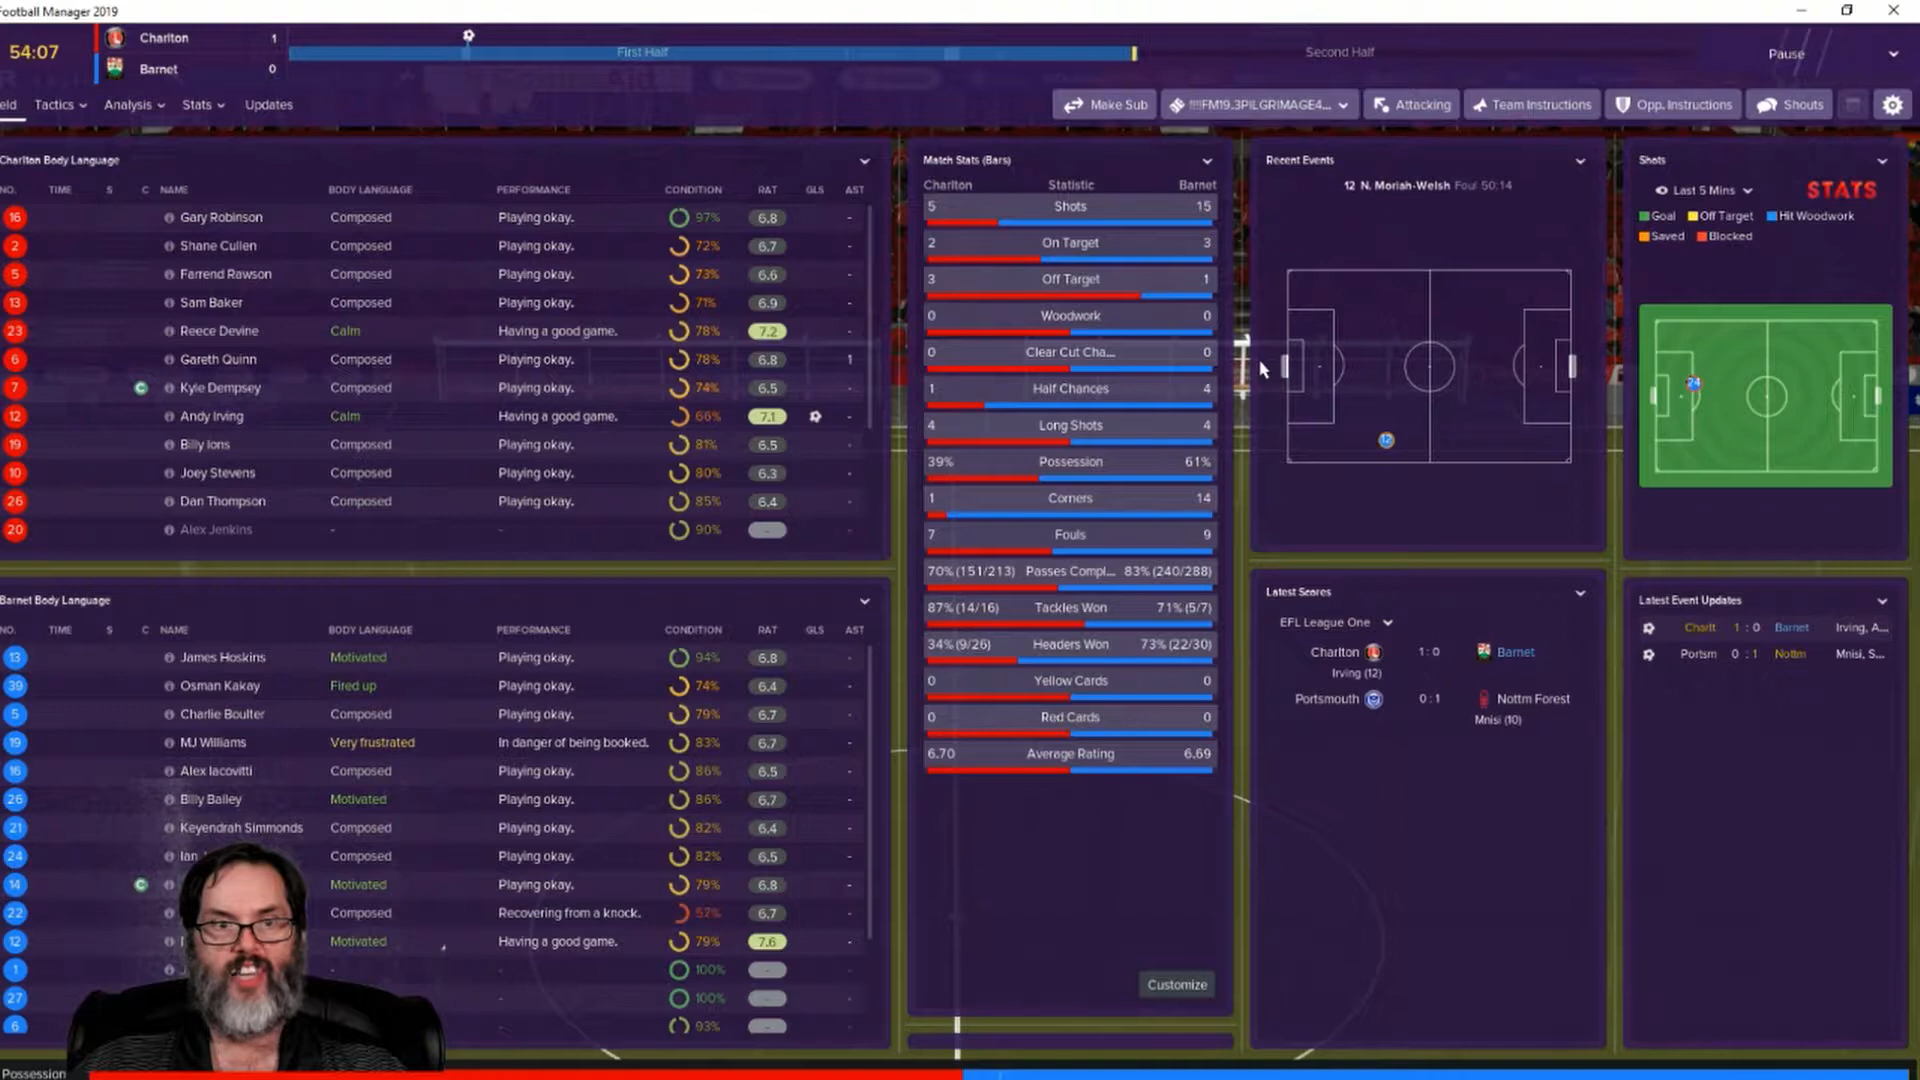 Football Manager 2019
54:07
Charlton 1
Barnet 0
First Half
Second Half
Pause
eld Tactics Analysis Stats Updates
Make Sub
!!!!FM19.3PILGRIMAGE4...
Attacking
Team Instructions
Opp. Instructions
Shouts
Charlton Body Language
NO. TIME S C NAME BODY LANGUAGE PERFORMANCE CONDITION RAT GLS AST
16 Gary Robinson Composed Playing okay. 97% 6.8 -
2 Shane Cullen Composed Playing okay. 72% 6.7 -
5 Farrend Rawson Composed Playing okay. 73% 6.6 -
13 Sam Baker Composed Playing okay. 71% 6.9 -
23 Reece Devine Calm Having a good game. 78% 7.2 -
6 Gareth Quinn Composed Playing okay. 78% 6.8 1
7 C Kyle Dempsey Composed Playing okay. 74% 6.5 -
12 Andy Irving Calm Having a good game. 66% 7.1 -
19 Billy Ions Composed Playing okay. 81% 6.5 -
10 Joey Stevens Composed Playing okay. 80% 6.3 -
26 Dan Thompson Composed Playing okay. 85% 6.4 -
20 Alex Jenkins - - 90% - -
Barnet Body Language
NO. TIME S C NAME BODY LANGUAGE PERFORMANCE CONDITION RAT GLS AST
13 James Hoskins Motivated Playing okay. 94% 6.8 -
39 Osman Kakay Fired up Playing okay. 74% 6.4 -
5 Charlie Boulter Composed Playing okay. 79% 6.7 -
19 MJ Williams Very frustrated In danger of being booked. 83% 6.7 -
16 Alex Iacovitti Composed Playing okay. 86% 6.5 -
26 Billy Bailey Motivated Playing okay. 86% 6.7 -
21 Keyendrah Simmonds Composed Playing okay. 82% 6.4 -
24 Ian Composed Playing okay. 82% 6.5 -
14 C Motivated Playing okay. 79% 6.8 -
22 Composed Recovering from a knock. 57% 6.7 -
12 Motivated Having a good game. 79% 7.6 -
1 - - 100% - -
27 - - 100% - -
6 - - 93% - -
Possession
Match Stats (Bars)
Charlton Statistic Barnet
5 Shots 15
2 On Target 3
3 Off Target 1
0 Woodwork 0
0 Clear Cut Cha... 0
1 Half Chances 4
4 Long Shots 4
39% Possession 61%
1 Corners 14
7 Fouls 9
70% (151/213) Passes Compl... 83% (240/288)
87% (14/16) Tackles Won 71% (5/7)
34% (9/26) Headers Won 73% (22/30)
0 Yellow Cards 0
0 Red Cards 0
6.70 Average Rating 6.69
Customize
Recent Events
12 N. Moriah-Welsh Foul 50:14
12
Shots
Last 5 Mins
STATS
Goal Off Target Hit Woodwork
Saved Blocked
24
Latest Scores
EFL League One
Charlton 1:0 Barnet
Irving (12)
Portsmouth 0:1 Nottm Forest
Mnisi (10)
Latest Event Updates
Charlt 1 : 0 Barnet Irving, A...
Portsm 0 : 1 Nottm Mnisi, S...